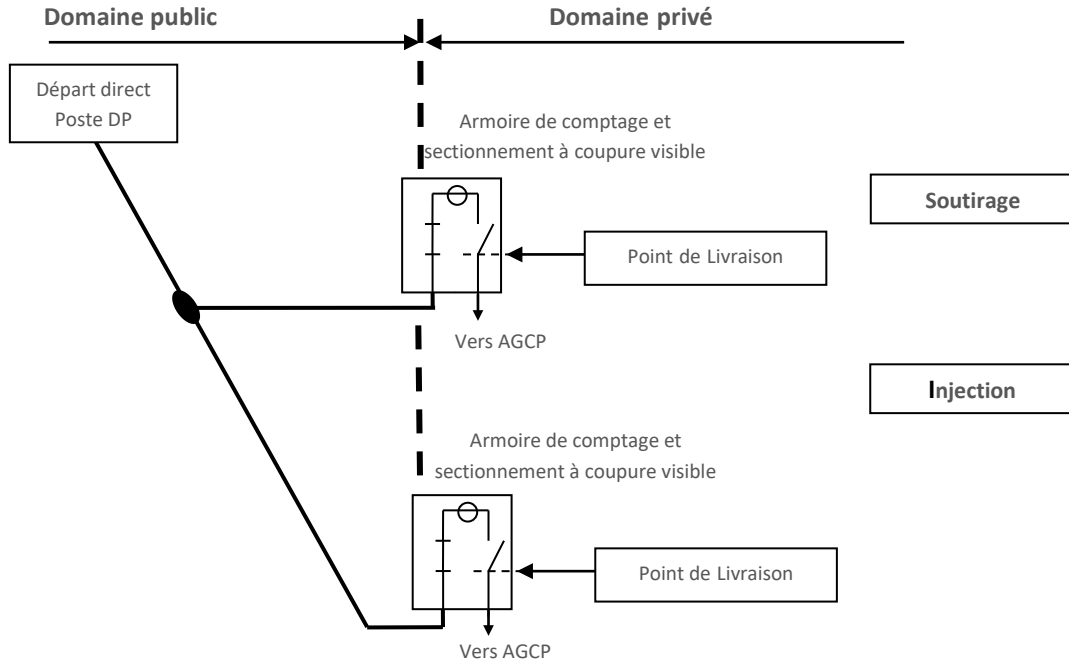 Domaine public
Domaine privé
Départ direct
Poste DP
Armoire de comptage et
sectionnement à coupure visible
Soutirage
Point de Livraison
Vers AGCP
Injection
Armoire de comptage et
sectionnement à coupure visible
Point de Livraison
Vers AGCP